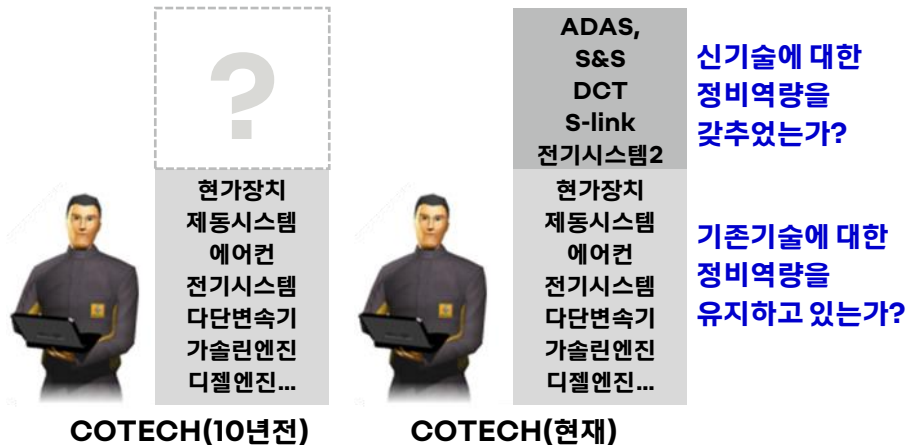 ?
현가장치
제동시스템
에어컨
전기시스템
다단변속기
가솔린엔진
디젤엔진...
COTECH(10년전)
ADAS,
S&S
DCT
S-link
전기시스템2
현가장치
제동시스템
에어컨
전기시스템
다단변속기
가솔린엔진
디젤엔진...
COTECH(현재)
신기술에 대한
정비역량을
갖추었는가?
기존기술에 대한
정비역량을
유지하고 있는가?